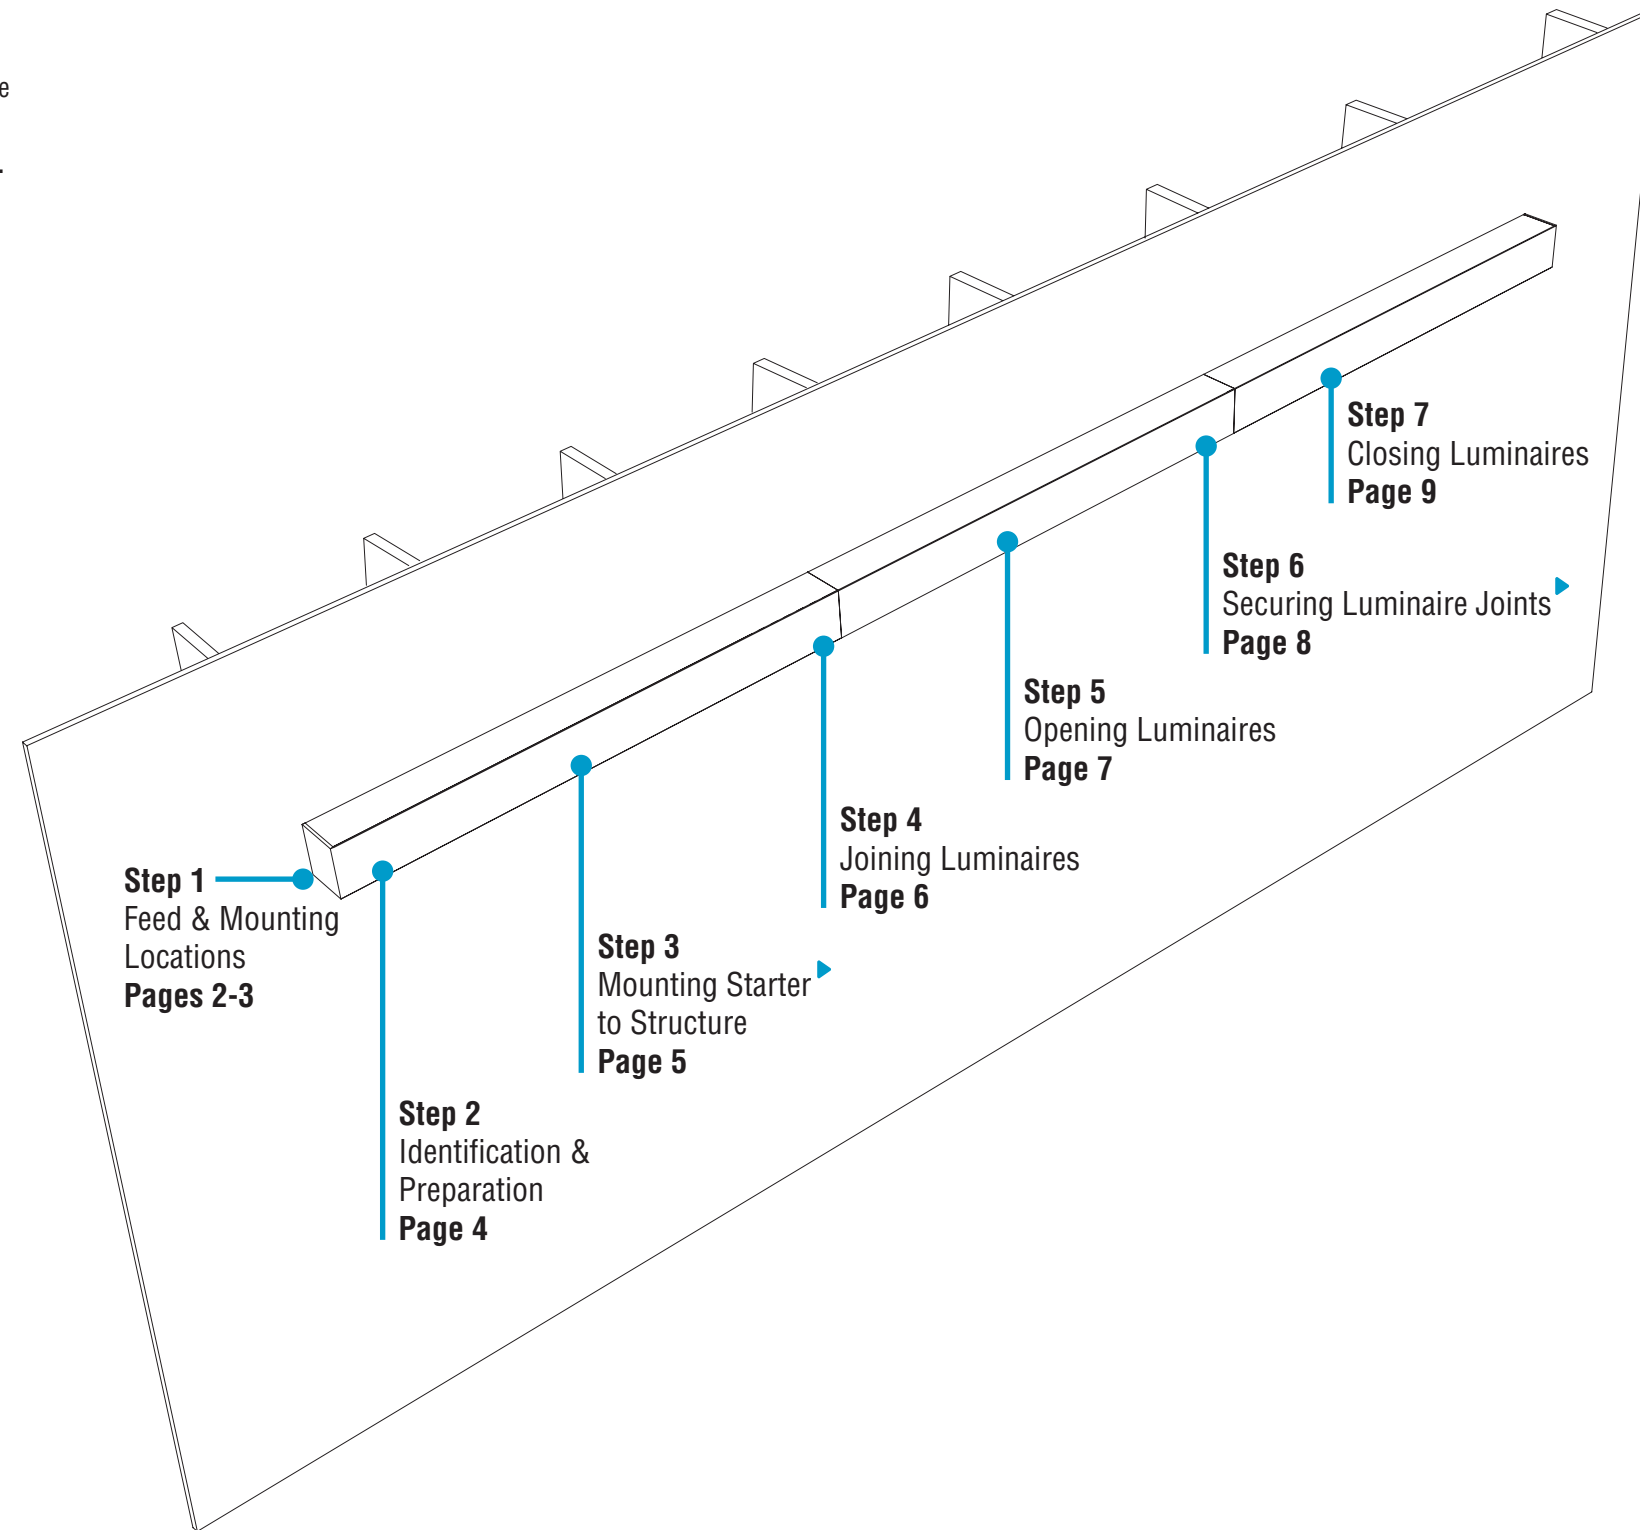 e
.
Step 1
Feed & Mounting
Locations
Pages 2-3
Step 2
Identification &
Preparation
Page 4
Step 3
Mounting Starter
to Structure
Page 5
Step 4
Joining Luminaires
Page 6
Step 5
Opening Luminaires
Page 7
Step 6
Securing Luminaire Joints
Page 8
Step 7
Closing Luminaires
Page 9